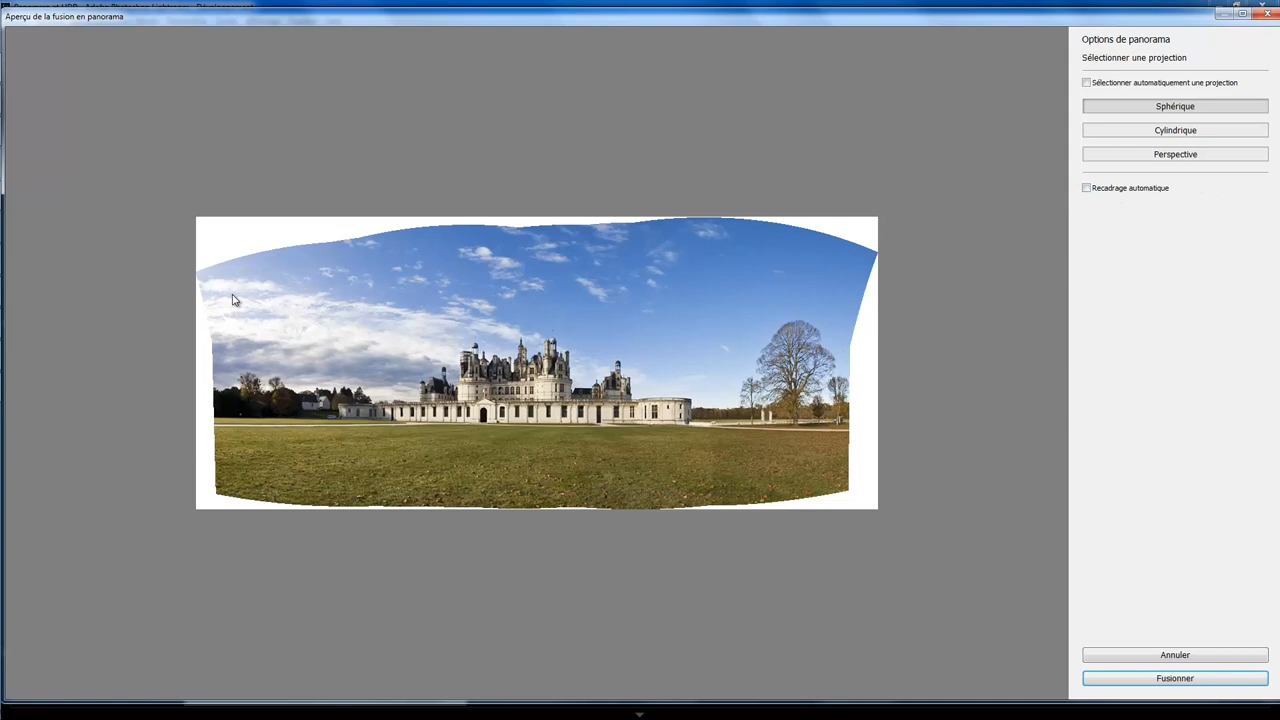 Aperçu de la fusion en panorama
Options de panorama
Sélectionner une projection
Sélectionner automatiquement une projection
Sphérique
Cylindrique
Perspective
Recadrage automatique
Annuler
Fusionner